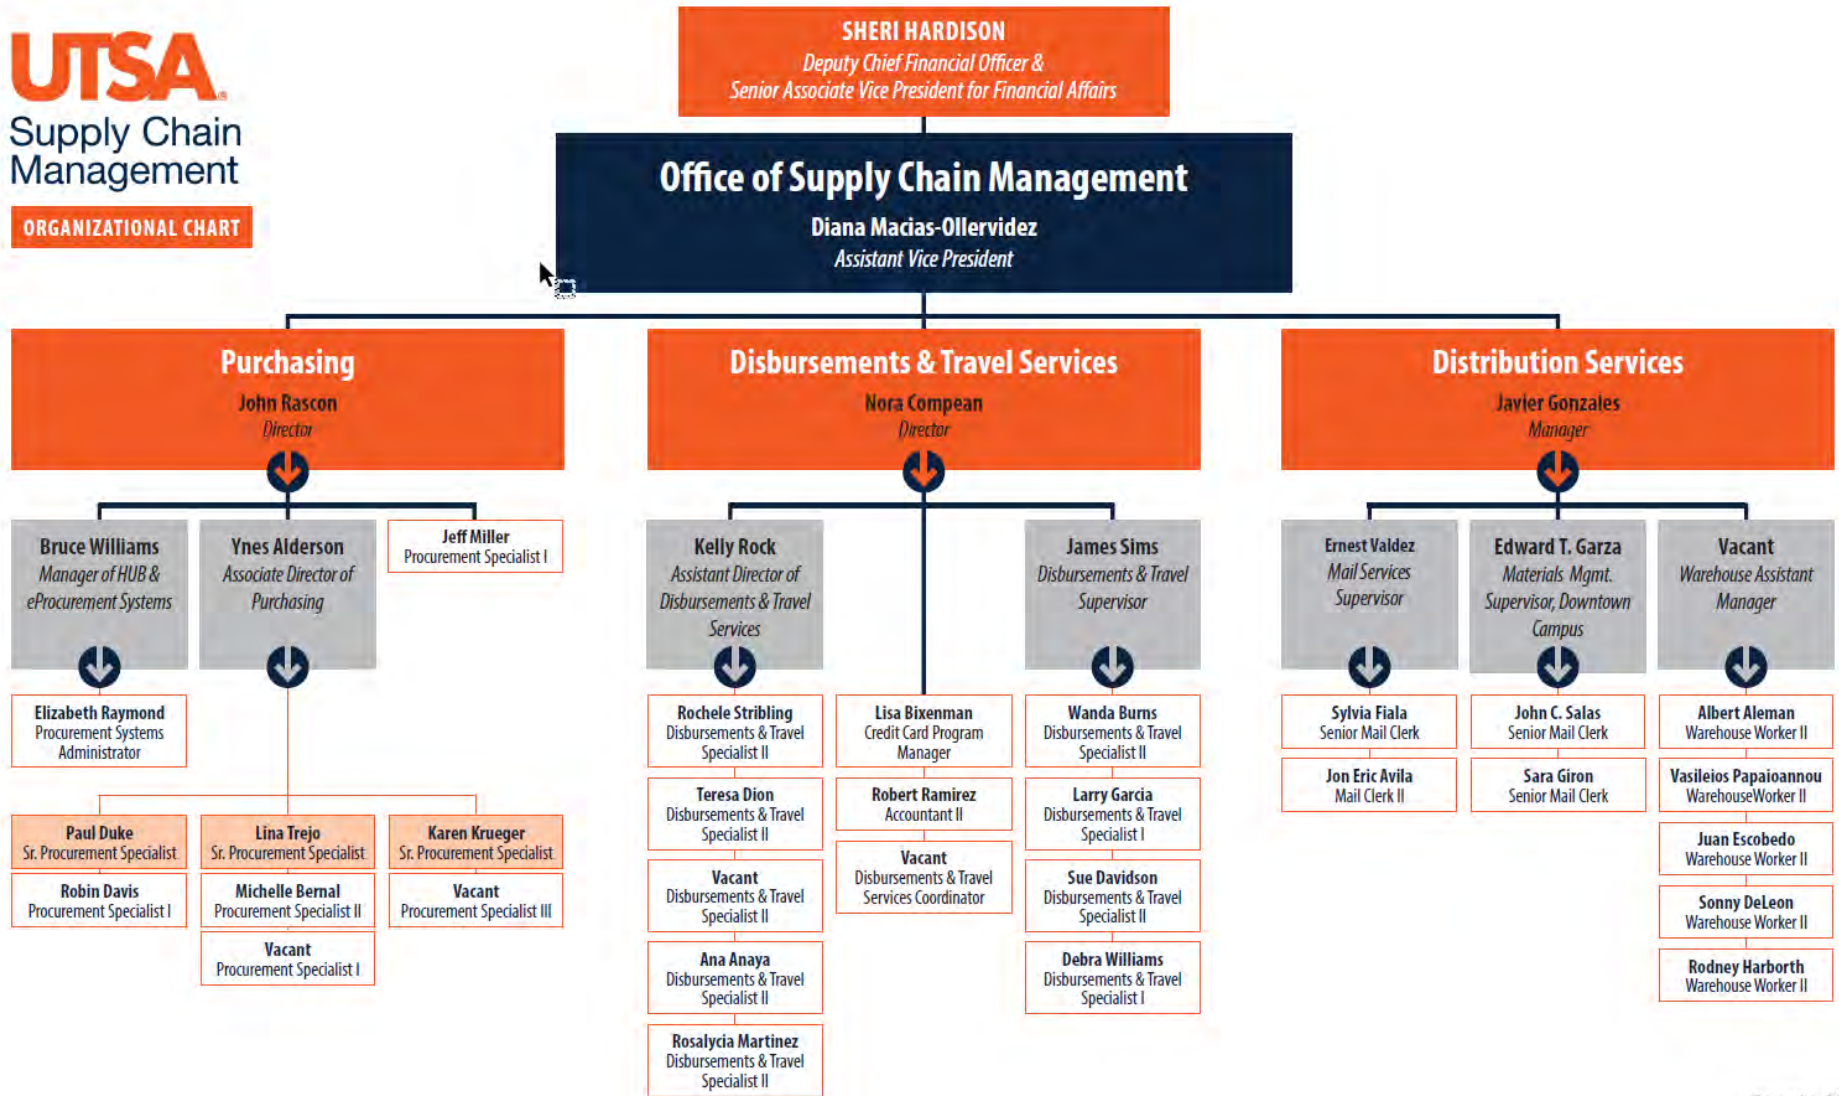 UTSA®
Supply Chain
Management
ORGANIZATIONAL CHART
SHERI HARDISON
Deputy Chief Financial Officer &
Senior Associate Vice President for Financial Affairs
Office of Supply Chain Management
Diana Macias-Ollervidez
Assistant Vice President
Purchasing
John Rascon
Director
Bruce Williams
Manager of HUB &
eProcurement Systems
Ynes Alderson
Associate Director of
Purchasing
Jeff Miller
Procurement Specialist I
Elizabeth Raymond
Procurement Systems
Administrator
Paul Duke
Sr. Procurement Specialist
Robin Davis
Procurement Specialist I
Lina Trejo
Sr. Procurement Specialist
Michelle Bernal
Procurement Specialist II
Vacant
Procurement Specialist I
Karen Krueger
Sr. Procurement Specialist
Vacant
Procurement Specialist III
Disbursements & Travel Services
Nora Compean
Director
Kelly Rock
Assistant Director of
Disbursements & Travel
Services
Rochele Stribling
Disbursements & Travel
Specialist II
Teresa Dion
Disbursements & Travel
Specialist II
Vacant
Disbursements & Travel
Specialist II
Ana Anaya
Disbursements & Travel
Specialist II
Rosalycia Martinez
Disbursements & Travel
Specialist II
Lisa Bixenman
Credit Card Program
Manager
Robert Ramirez
Accountant II
Vacant
Disbursements & Travel
Services Coordinator
James Sims
Disbursements & Travel
Supervisor
Wanda Burns
Disbursements & Travel
Specialist II
Larry Garcia
Disbursements & Travel
Specialist I
Sue Davidson
Disbursements & Travel
Specialist II
Debra Williams
Disbursements & Travel
Specialist I
Distribution Services
Javier Gonzales
Manager
Ernest Valdez
Mail Services
Supervisor
Sylvia Fiala
Senior Mail Clerk
Jon Eric Avila
Mail Clerk II
Edward T. Garza
Materials Mgmt.
Supervisor, Downtown
Campus
John C. Salas
Senior Mail Clerk
Sara Giron
Senior Mail Clerk
Vacant
Warehouse Assistant
Manager
Albert Aleman
Warehouse Worker II
Vasileios Papaioannou
WarehouseWorker II
Juan Escobedo
Warehouse Worker II
Sonny DeLeon
Warehouse Worker II
Rodney Harborth
Warehouse Worker II